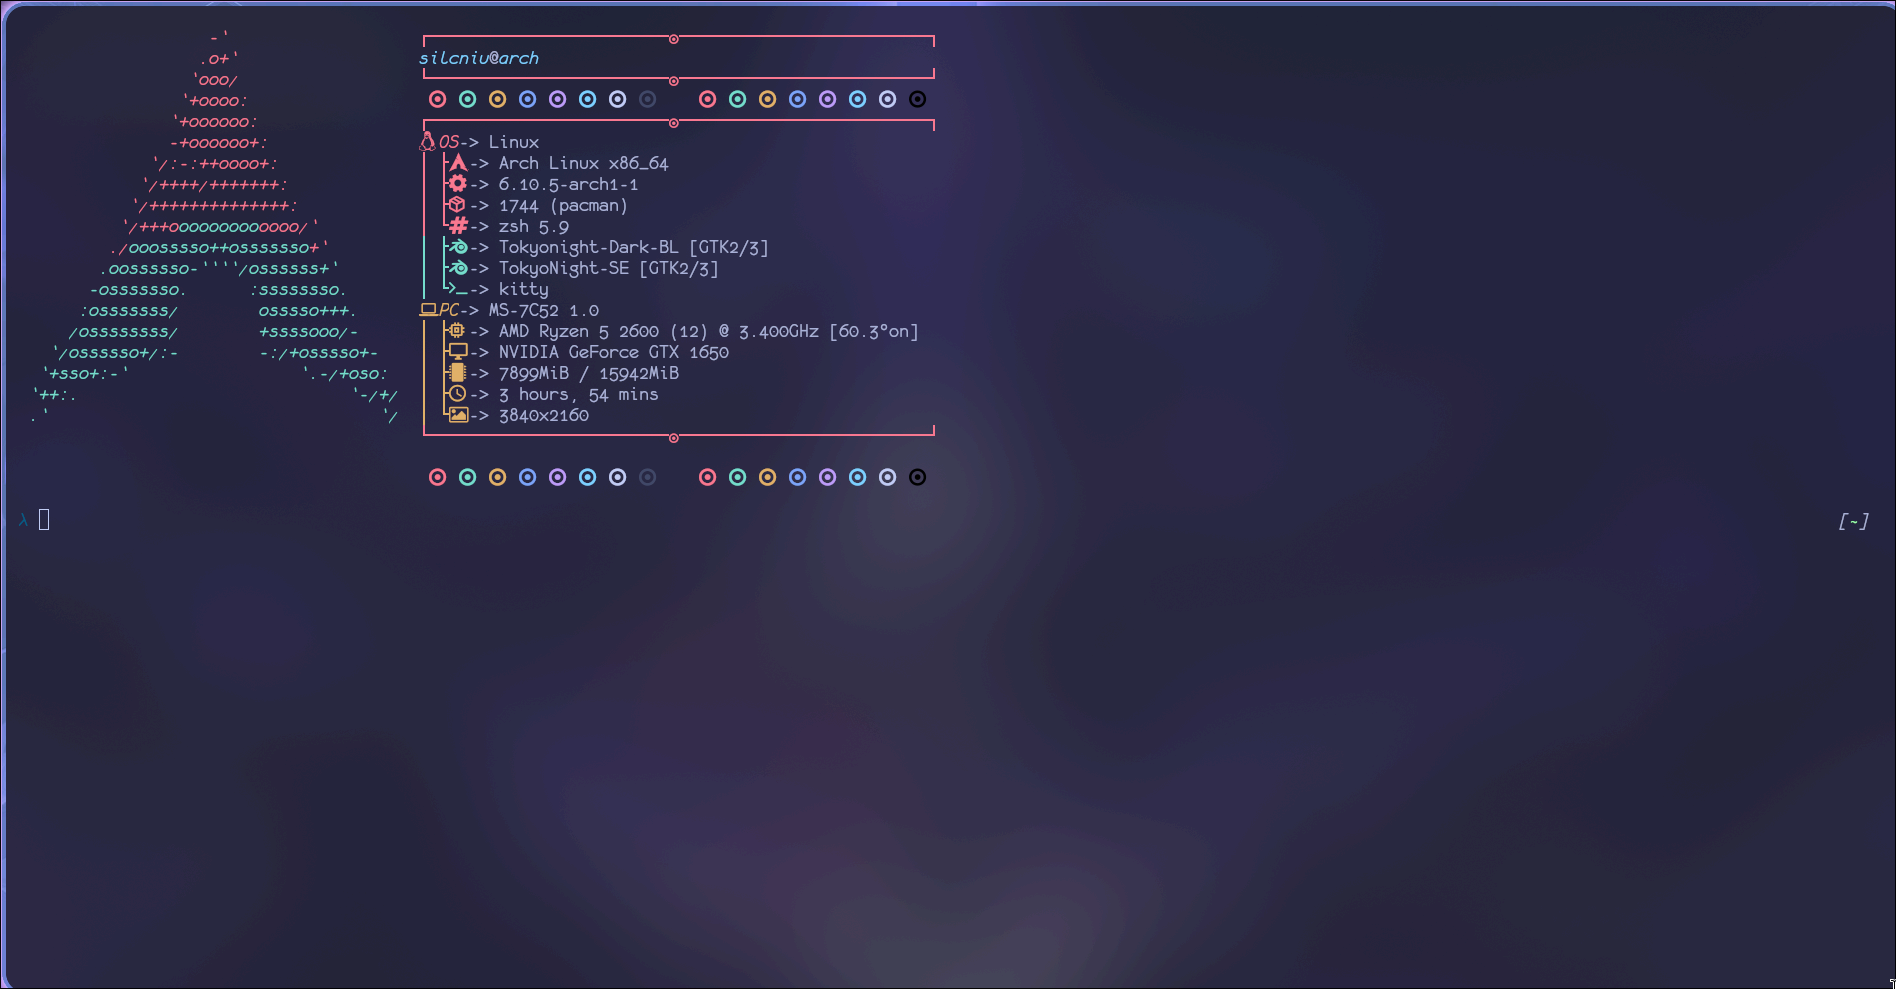 -`
.o+`
`ooo/
`+oooo:
`+oooooo:
-+oooooo+:
`/:-:++oooo+:
`/++++/+++++++:
`/++++++++++++++:
`/+++ooooooooooooo/`
./ooosssso++osssssso+`
.oossssso-````/ossssss+`
-osssssso.      :ssssssso.
:osssssss/        osssso+++.
/ossssssss/        +ssssooo/-
`/ossssso+/:-        -:/+osssso+-
`+sso+:-`                 `.-/+oso:
`++:.                           `-/+/
.`                                 `/
silcniu@arch
OS-> Linux
-> Arch Linux x86_64
-> 6.10.5-arch1-1
-> 1744 (pacman)
-> zsh 5.9
-> Tokyonight-Dark-BL [GTK2/3]
-> TokyoNight-SE [GTK2/3]
-> kitty
PC-> MS-7C52 1.0
-> AMD Ryzen 5 2600 (12) @ 3.400GHz [60.3°on]
-> NVIDIA GeForce GTX 1650
-> 7899MiB / 15942MiB
-> 3 hours, 54 mins
-> 3840x2160
λ
[~]